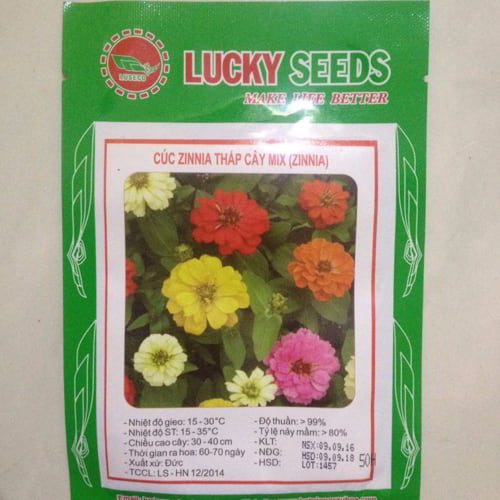 LUSECO
LUCKY SEEDS
MAKE LIFE BETTER
CÚC ZINNIA THÁP CÂY MIX (ZINNIA)
- Nhiệt độ gieo: 15 - 30°C
- Nhiệt độ ST: 15 - 35°C
- Chiều cao cây: 30 - 40 cm
- Thời gian ra hoa: 60-70 ngày
- Xuất xứ: Đức
- TCCL: LS - HN 12/2014
- Độ thuần: > 99%
- Tỷ lệ nảy mầm: > 80%
- KLT: NSX:09.09.16
- NĐG: HSD:09.09.18
- HSD: LOT:1457
50H